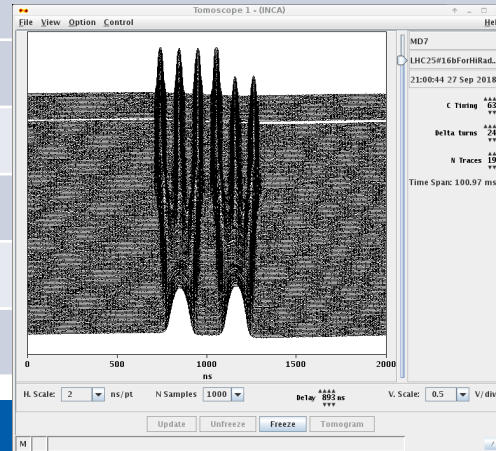 Tomoscope 1 - (INCA)
File View Option Control
MD7
LHC25#16bForHiRad..
21:00:44 27 Sep 2018
C Timing 63
Delta turns 24
N Traces 19
Time Span: 100.97 ms
0 500 1000 1500 2000
ns
H. Scale: 2 ns/pt N Samples 1000 Delay 893 ns V. Scale: 0.5 V/div
Update Unfreeze Freeze Tomogram
M